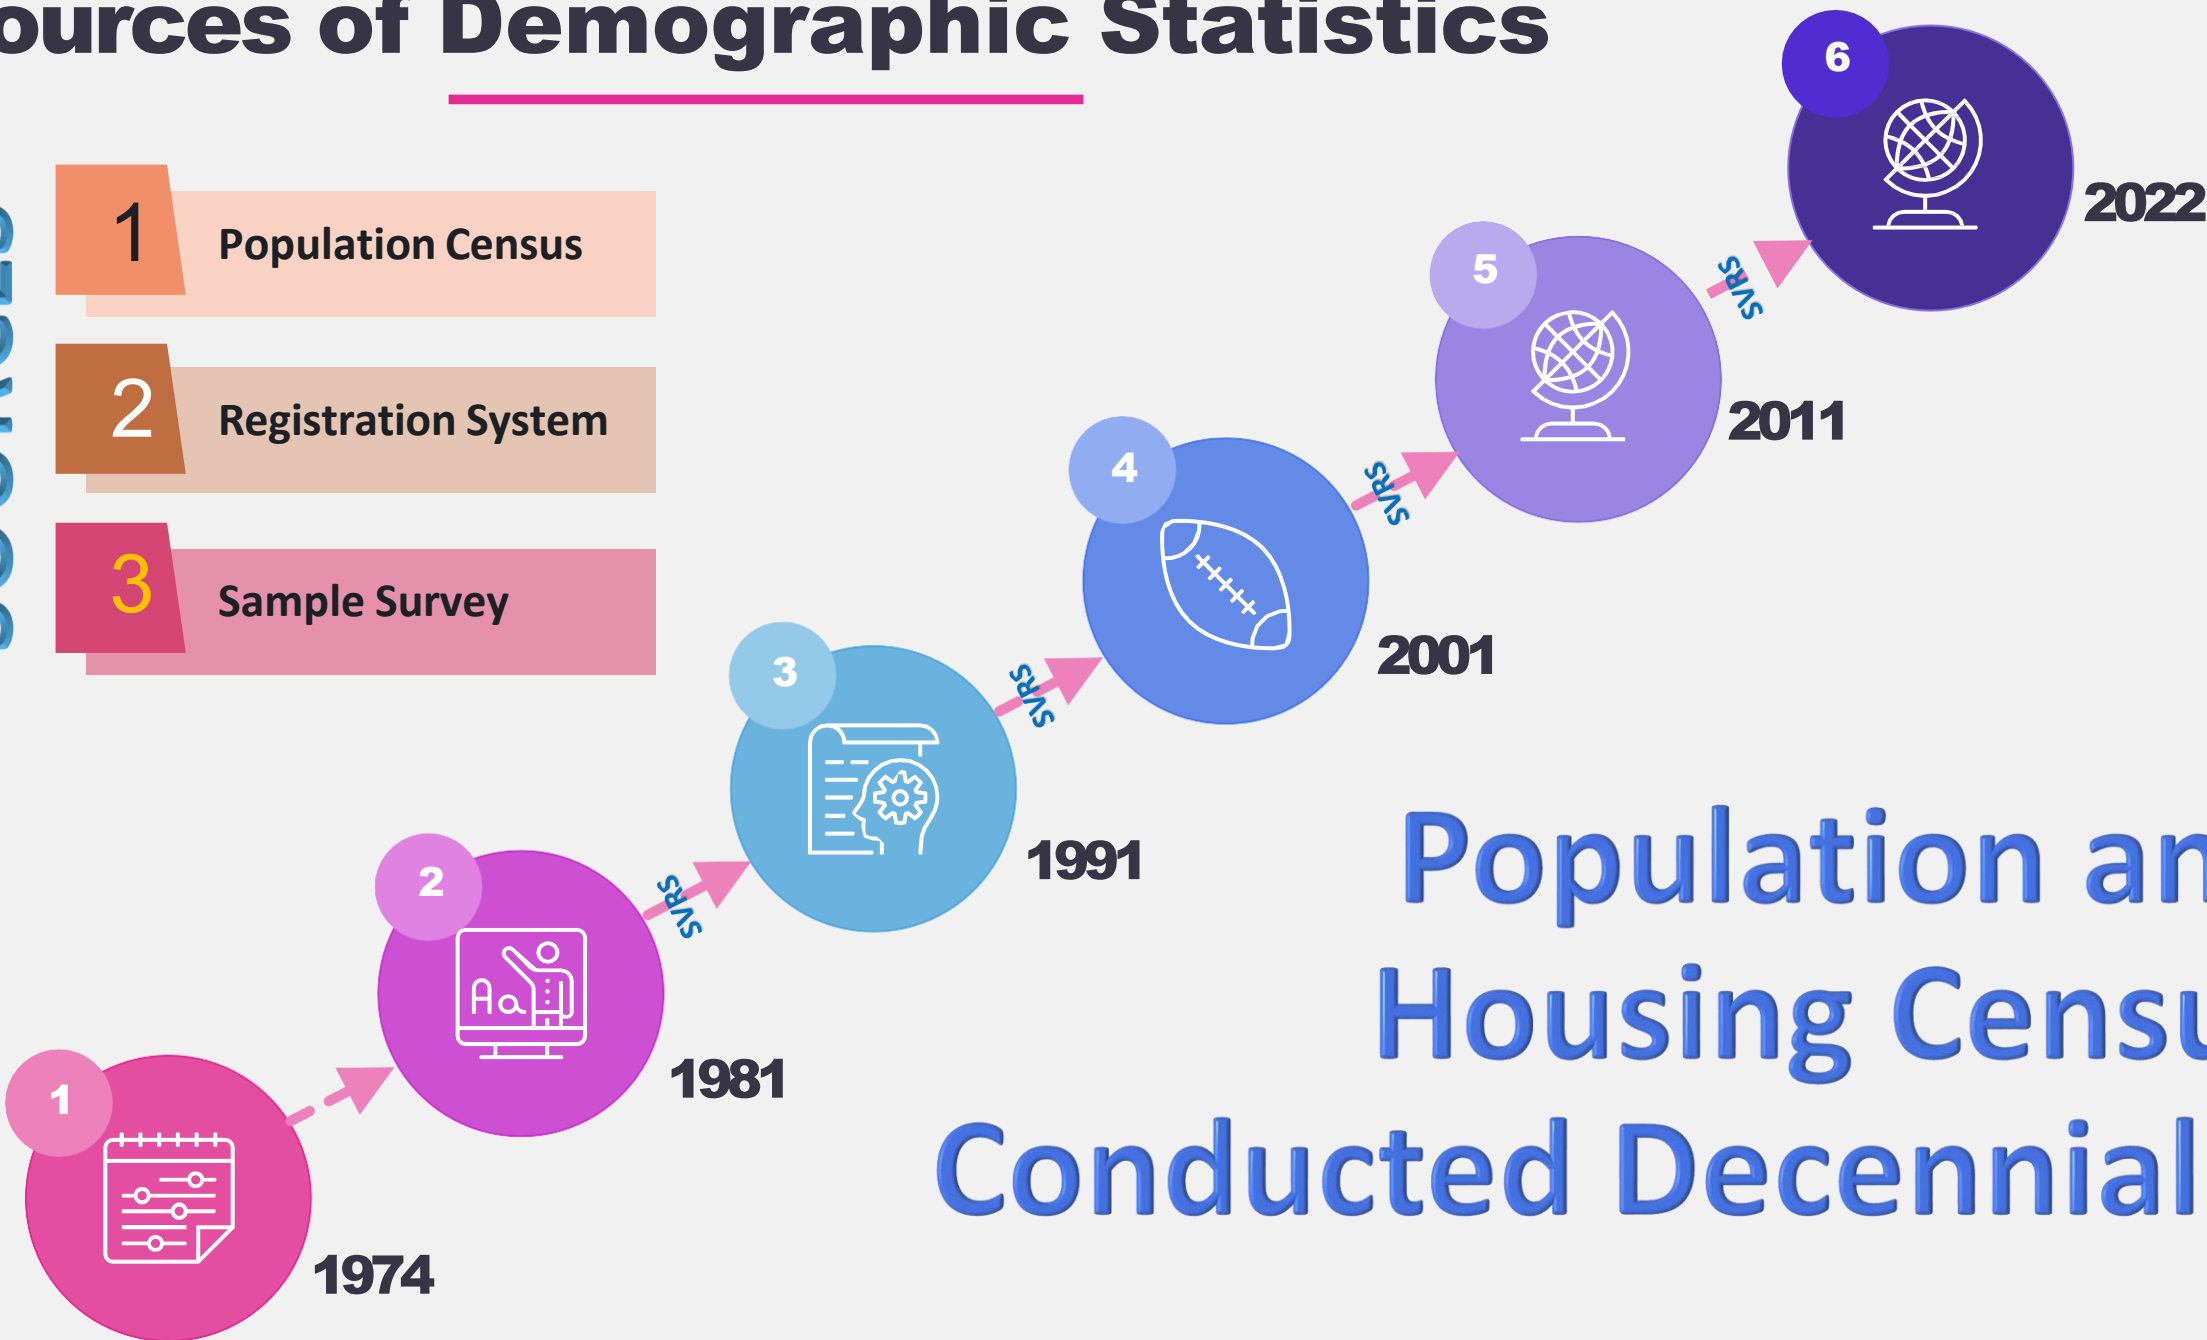 ources of Demographic Statistics
1
Population Census
2
Registration System
3
Sample Survey
6
2022
SVRS
5
2011
SVRS
4
2001
SVRS
3
1991
SVRS
2
Aa
1981
1
1974
Population an
Housing Censu
Conducted Decennial